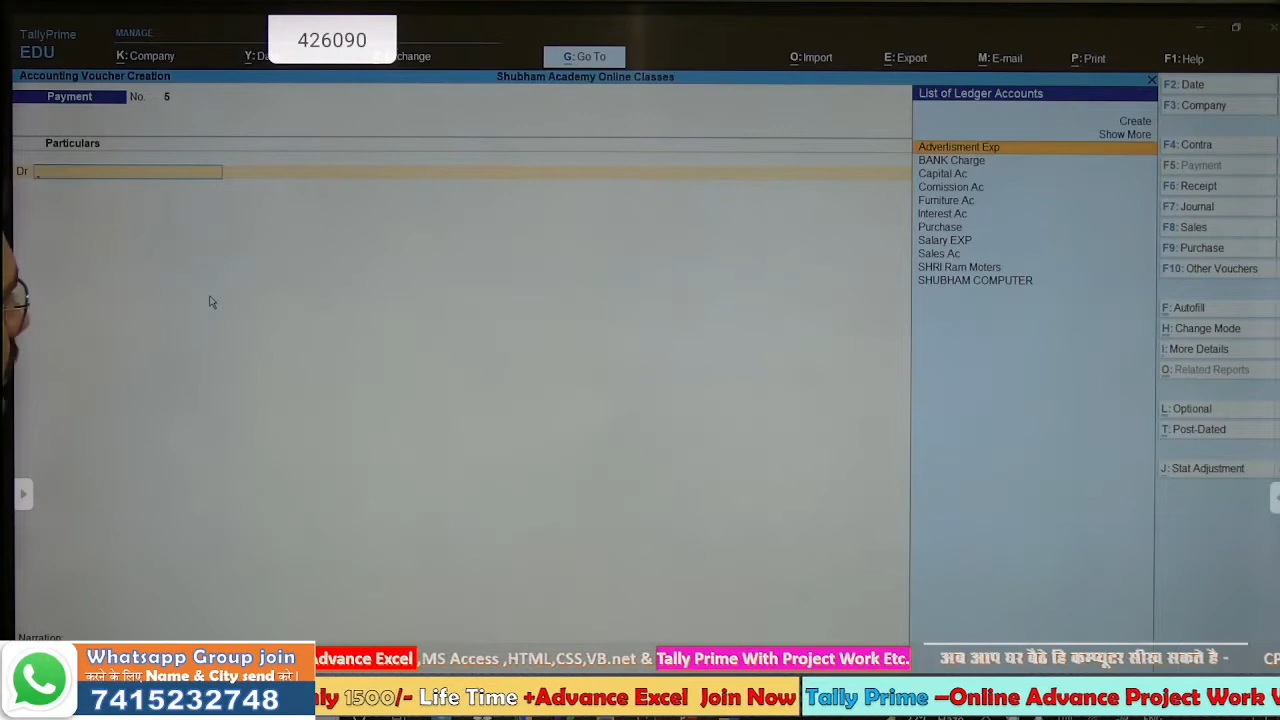 TallyPrime
EDU
MANAGE
426090
K: Company
Y: Da
change
G: Go To
O: Import
E: Export
M: E-mail
P: Print
F1: Help
Accounting Voucher Creation
Shubham Academy Online Classes
Payment No. 5
Particulars
Dr
List of Ledger Accounts
Create
Show More
Advertisment Exp
BANK Charge
Capital Ac
Comission Ac
Furniture Ac
Interest Ac
Purchase
Salary EXP
Sales Ac
SHRI Ram Moters
SHUBHAM COMPUTER
F2: Date
F3: Company
F4: Contra
F5: Payment
F6: Receipt
F7: Journal
F8: Sales
F9: Purchase
F10: Other Vouchers
F: Autofill
H: Change Mode
I: More Details
O: Related Reports
L: Optional
T: Post-Dated
J: Stat Adjustment
Narration:
Whatsapp Group join
करने के लिए Name & City send करें।
7415232748
Advance Excel ,MS Access ,HTML,CSS,VB.net & Tally Prime With Project Work Etc.
अब आप घर बैठे हि कम्प्यूटर सीख सकते है -
CP
nly 1500/- Life Time +Advance Excel Join Now
Tally Prime –Online Advance Project Work